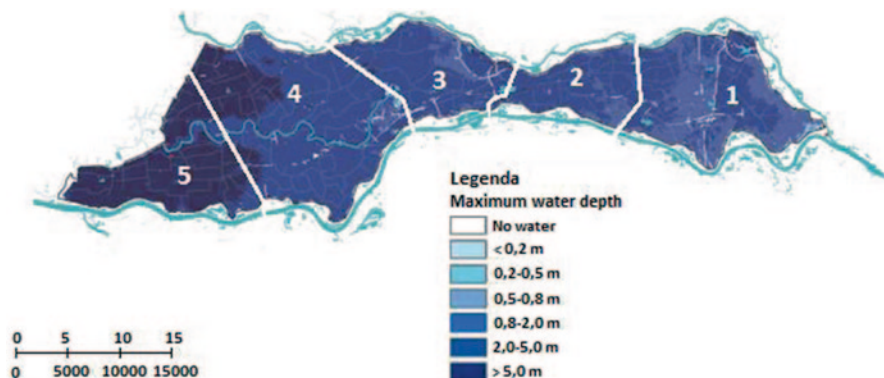 4
3
2
1
5
Legenda
Maximum water depth
No water
< 0,2 m
0,2-0,5 m
0,5-0,8 m
0,8-2,0 m
2,0-5,0 m
> 5,0 m
0 5 10 15
0 5000 10000 15000